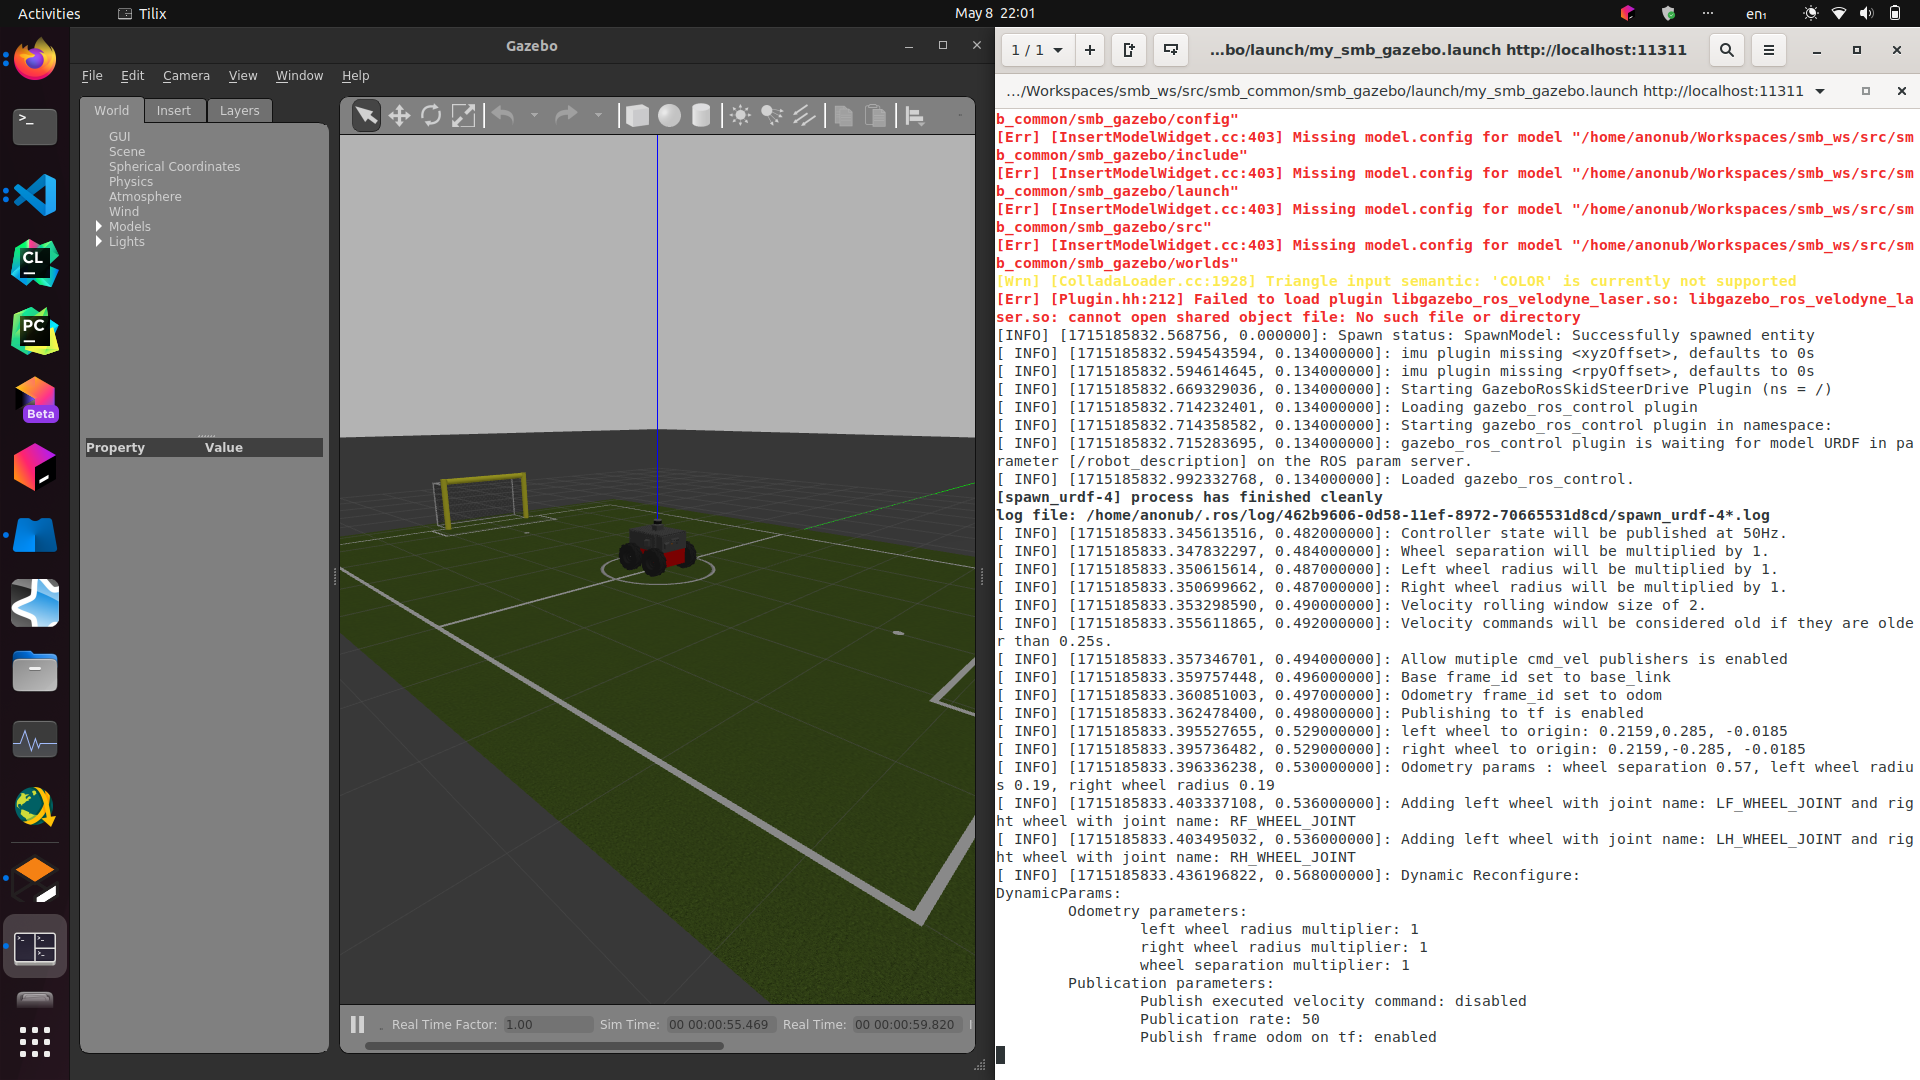 Activities
Tilix
May 8 22:01
en₁
Gazebo
File Edit Camera View Window Help
World Insert Layers
GUI
Scene
Spherical Coordinates
Physics
Atmosphere
Wind
Models
Lights
Property Value
Real Time Factor: 1.00 Sim Time: 00 00:00:55.469 Real Time: 00 00:00:59.820
Beta
CL
PC
1 / 1
…bo/launch/my_smb_gazebo.launch http://localhost:11311
…/Workspaces/smb_ws/src/smb_common/smb_gazebo/launch/my_smb_gazebo.launch http://localhost:11311
b_common/smb_gazebo/config"
[Err] [InsertModelWidget.cc:403] Missing model.config for model "/home/anonub/Workspaces/smb_ws/src/sm
b_common/smb_gazebo/include"
[Err] [InsertModelWidget.cc:403] Missing model.config for model "/home/anonub/Workspaces/smb_ws/src/sm
b_common/smb_gazebo/launch"
[Err] [InsertModelWidget.cc:403] Missing model.config for model "/home/anonub/Workspaces/smb_ws/src/sm
b_common/smb_gazebo/src"
[Err] [InsertModelWidget.cc:403] Missing model.config for model "/home/anonub/Workspaces/smb_ws/src/sm
b_common/smb_gazebo/worlds"
[Wrn] [ColladaLoader.cc:1928] Triangle input semantic: 'COLOR' is currently not supported
[Err] [Plugin.hh:212] Failed to load plugin libgazebo_ros_velodyne_laser.so: libgazebo_ros_velodyne_la
ser.so: cannot open shared object file: No such file or directory
[INFO] [1715185832.568756, 0.000000]: Spawn status: SpawnModel: Successfully spawned entity
[ INFO] [1715185832.594543594, 0.134000000]: imu plugin missing <xyzOffset>, defaults to 0s
[ INFO] [1715185832.594614645, 0.134000000]: imu plugin missing <rpyOffset>, defaults to 0s
[ INFO] [1715185832.669329036, 0.134000000]: Starting GazeboRosSkidSteerDrive Plugin (ns = /)
[ INFO] [1715185832.714232401, 0.134000000]: Loading gazebo_ros_control plugin
[ INFO] [1715185832.714358582, 0.134000000]: Starting gazebo_ros_control plugin in namespace:
[ INFO] [1715185832.715283695, 0.134000000]: gazebo_ros_control plugin is waiting for model URDF in pa
rameter [/robot_description] on the ROS param server.
[ INFO] [1715185832.992332768, 0.134000000]: Loaded gazebo_ros_control.
[spawn_urdf-4] process has finished cleanly
log file: /home/anonub/.ros/log/462b9606-0d58-11ef-8972-70665531d8cd/spawn_urdf-4*.log
[ INFO] [1715185833.345613516, 0.482000000]: Controller state will be published at 50Hz.
[ INFO] [1715185833.347832297, 0.484000000]: Wheel separation will be multiplied by 1.
[ INFO] [1715185833.350615614, 0.487000000]: Left wheel radius will be multiplied by 1.
[ INFO] [1715185833.350699662, 0.487000000]: Right wheel radius will be multiplied by 1.
[ INFO] [1715185833.353298590, 0.490000000]: Velocity rolling window size of 2.
[ INFO] [1715185833.355611865, 0.492000000]: Velocity commands will be considered old if they are olde
r than 0.25s.
[ INFO] [1715185833.357346701, 0.494000000]: Allow mutiple cmd_vel publishers is enabled
[ INFO] [1715185833.359757448, 0.496000000]: Base frame_id set to base_link
[ INFO] [1715185833.360851003, 0.497000000]: Odometry frame_id set to odom
[ INFO] [1715185833.362478400, 0.498000000]: Publishing to tf is enabled
[ INFO] [1715185833.395527655, 0.529000000]: left wheel to origin: 0.2159,0.285, -0.0185
[ INFO] [1715185833.395736482, 0.529000000]: right wheel to origin: 0.2159,-0.285, -0.0185
[ INFO] [1715185833.396336238, 0.530000000]: Odometry params : wheel separation 0.57, left wheel radiu
s 0.19, right wheel radius 0.19
[ INFO] [1715185833.403337108, 0.536000000]: Adding left wheel with joint name: LF_WHEEL_JOINT and rig
ht wheel with joint name: RF_WHEEL_JOINT
[ INFO] [1715185833.403495032, 0.536000000]: Adding left wheel with joint name: LH_WHEEL_JOINT and rig
ht wheel with joint name: RH_WHEEL_JOINT
[ INFO] [1715185833.436196822, 0.568000000]: Dynamic Reconfigure:
DynamicParams:
Odometry parameters:
left wheel radius multiplier: 1
right wheel radius multiplier: 1
wheel separation multiplier: 1
Publication parameters:
Publish executed velocity command: disabled
Publication rate: 50
Publish frame odom on tf: enabled